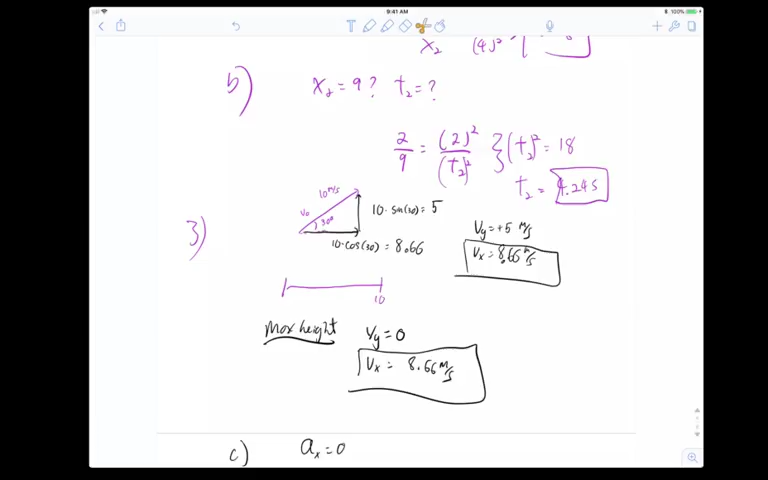 9:41 AM
100%
T
x₂ (4)²
b) x₂ = 9? t₂ = ?
2/9 = (2)²/(t₂)² } (t₂)² = 18
t₂ = 4.24s
3) v₀ 10 m/s 30° 10 · sin(30) = 5
10 · cos(30) = 8.66
Vy = +5 m/s
Vx = 8.66 m/s
10
Max height Vy = 0
Vx = 8.66 m/s
c) aₓ = 0